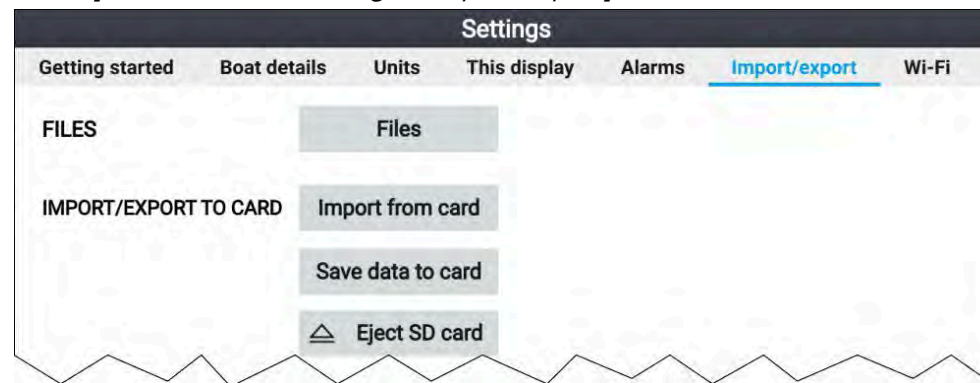 Settings
Getting started Boat details Units This display Alarms Import/export Wi-Fi
FILES Files
IMPORT/EXPORT TO CARD Import from card
Save data to card
Eject SD card